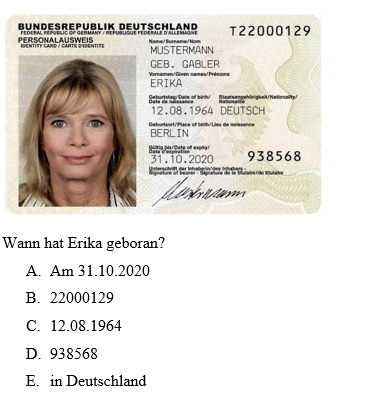 BUNDESREPUBLIK DEUTSCHLAND
FEDERAL REPUBLIC OF GERMANY / REPUBLIQUE FEDERALE D'ALLEMAGNE
PERSONALAUSWEIS
IDENTITY CARD / CARTE D'IDENTITE
T22000129
Name/Surname/Nom
MUSTERMANN
GEB. GABLER
Vornamen/Given names/Prénoms
ERIKA
Geburtstag/Date of birth/
Date de naissance
Staatsangehörigkeit/Nationality/
Nationalité
12.08.1964 DEUTSCH
Geburtsort/Place of birth/Lieu de naissance
BERLIN
Gültig bis/Date of expiry/
Date d'expiration
31.10.2020
938568
Unterschrift der Inhaberin/des Inhabers -
Signature of bearer - Signature de la titulaire/du titulaire
Mustermann
Wann hat Erika geboran?
A. Am 31.10.2020
B. 22000129
C. 12.08.1964
D. 938568
E. in Deutschland